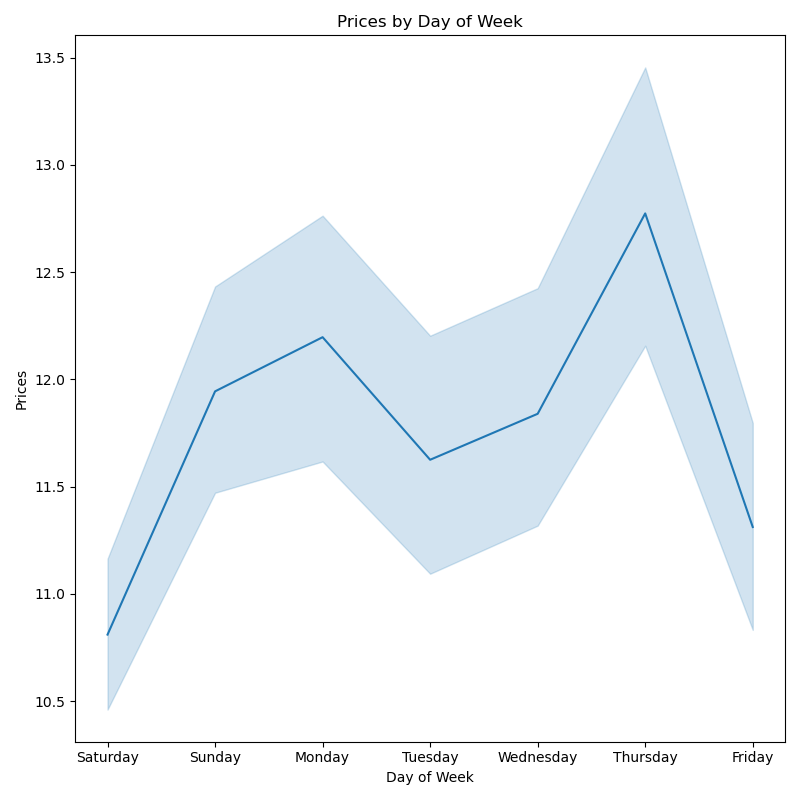 Prices by Day of Week
Prices
13.5
13.0
12.5
12.0
11.5
11.0
10.5
Saturday Sunday Monday Tuesday Wednesday Thursday Friday
Day of Week